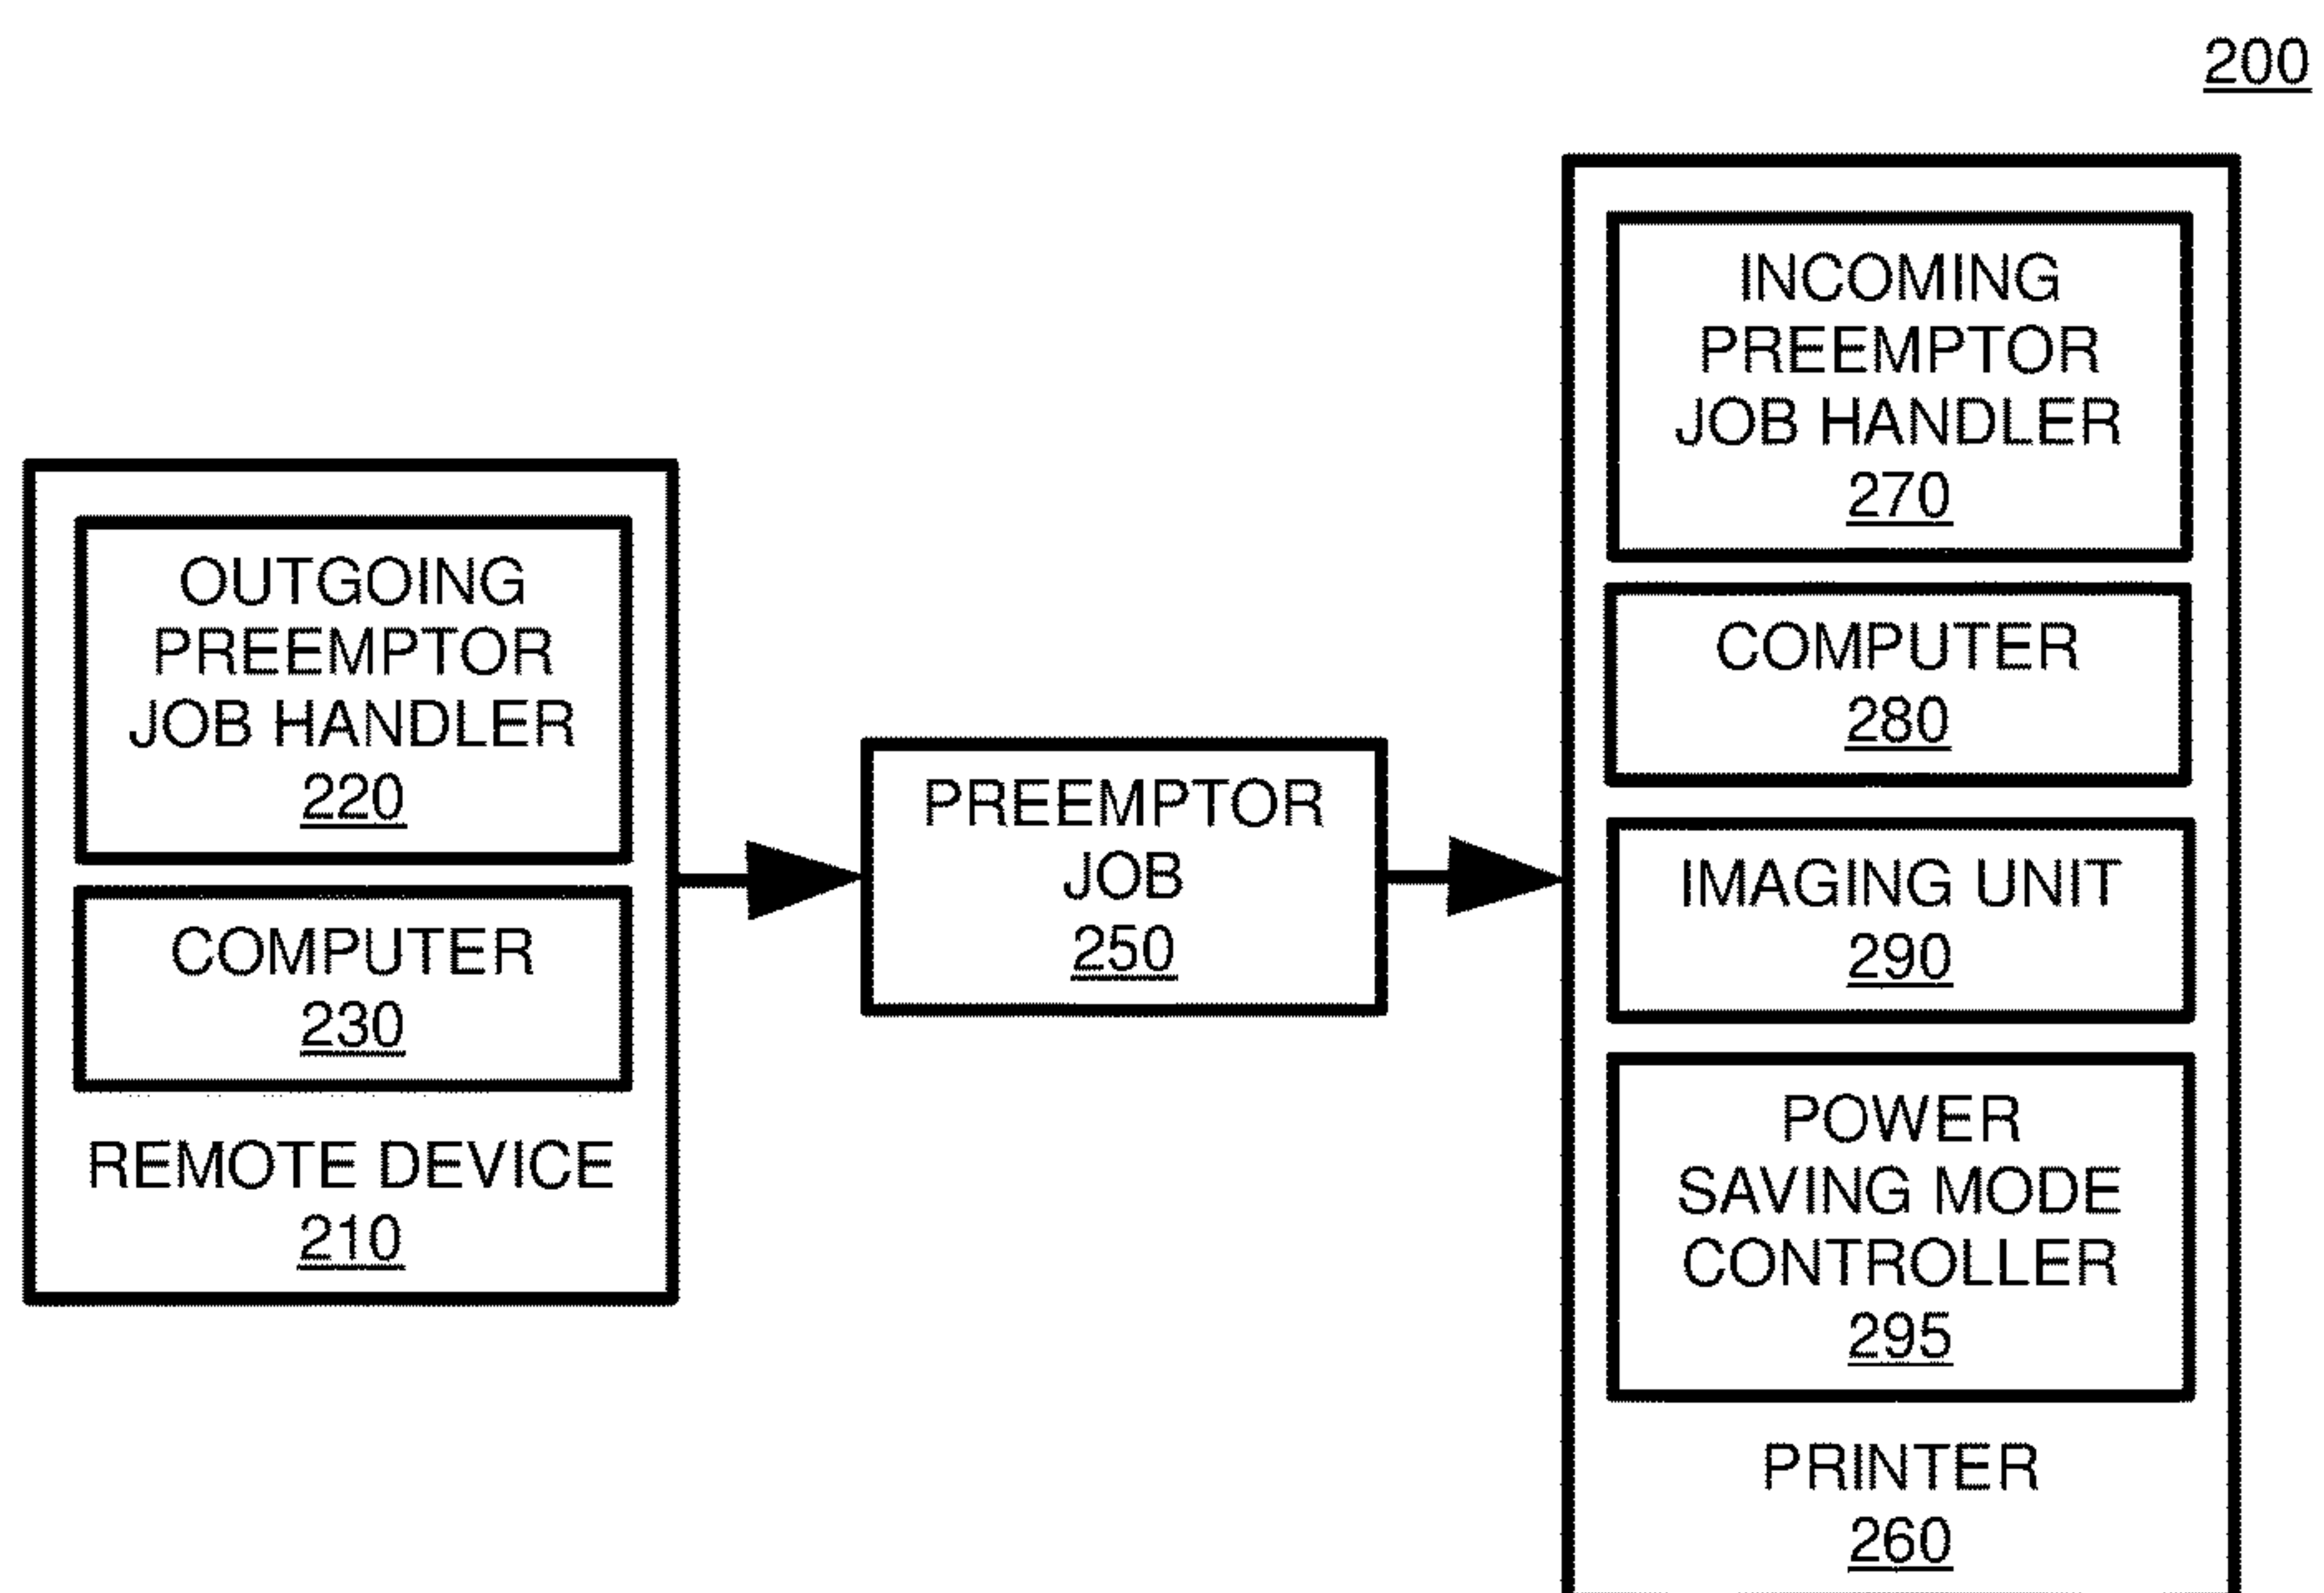 200
OUTGOING
PREEMPTOR
JOB HANDLER
220
COMPUTER
230
REMOTE DEVICE
210
PREEMPTOR
JOB
250
INCOMING
PREEMPTOR
JOB HANDLER
270
COMPUTER
280
IMAGING UNIT
290
POWER
SAVING MODE
CONTROLLER
295
PRINTER
260